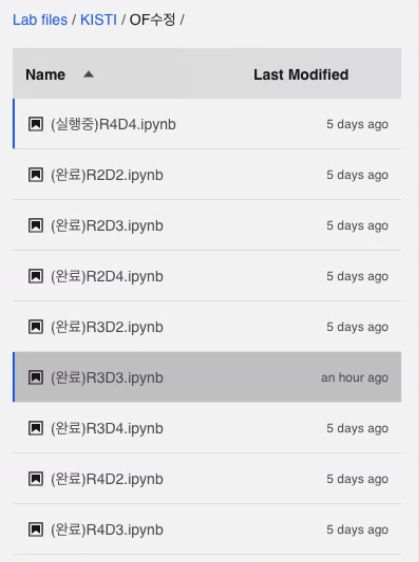 Lab files / KISTI / OF수정 /
Name Last Modified
(실행중)R4D4.ipynb 5 days ago
(완료)R2D2.ipynb 5 days ago
(완료)R2D3.ipynb 5 days ago
(완료)R2D4.ipynb 5 days ago
(완료)R3D2.ipynb 5 days ago
(완료)R3D3.ipynb an hour ago
(완료)R3D4.ipynb 5 days ago
(완료)R4D2.ipynb 5 days ago
(완료)R4D3.ipynb 5 days ago